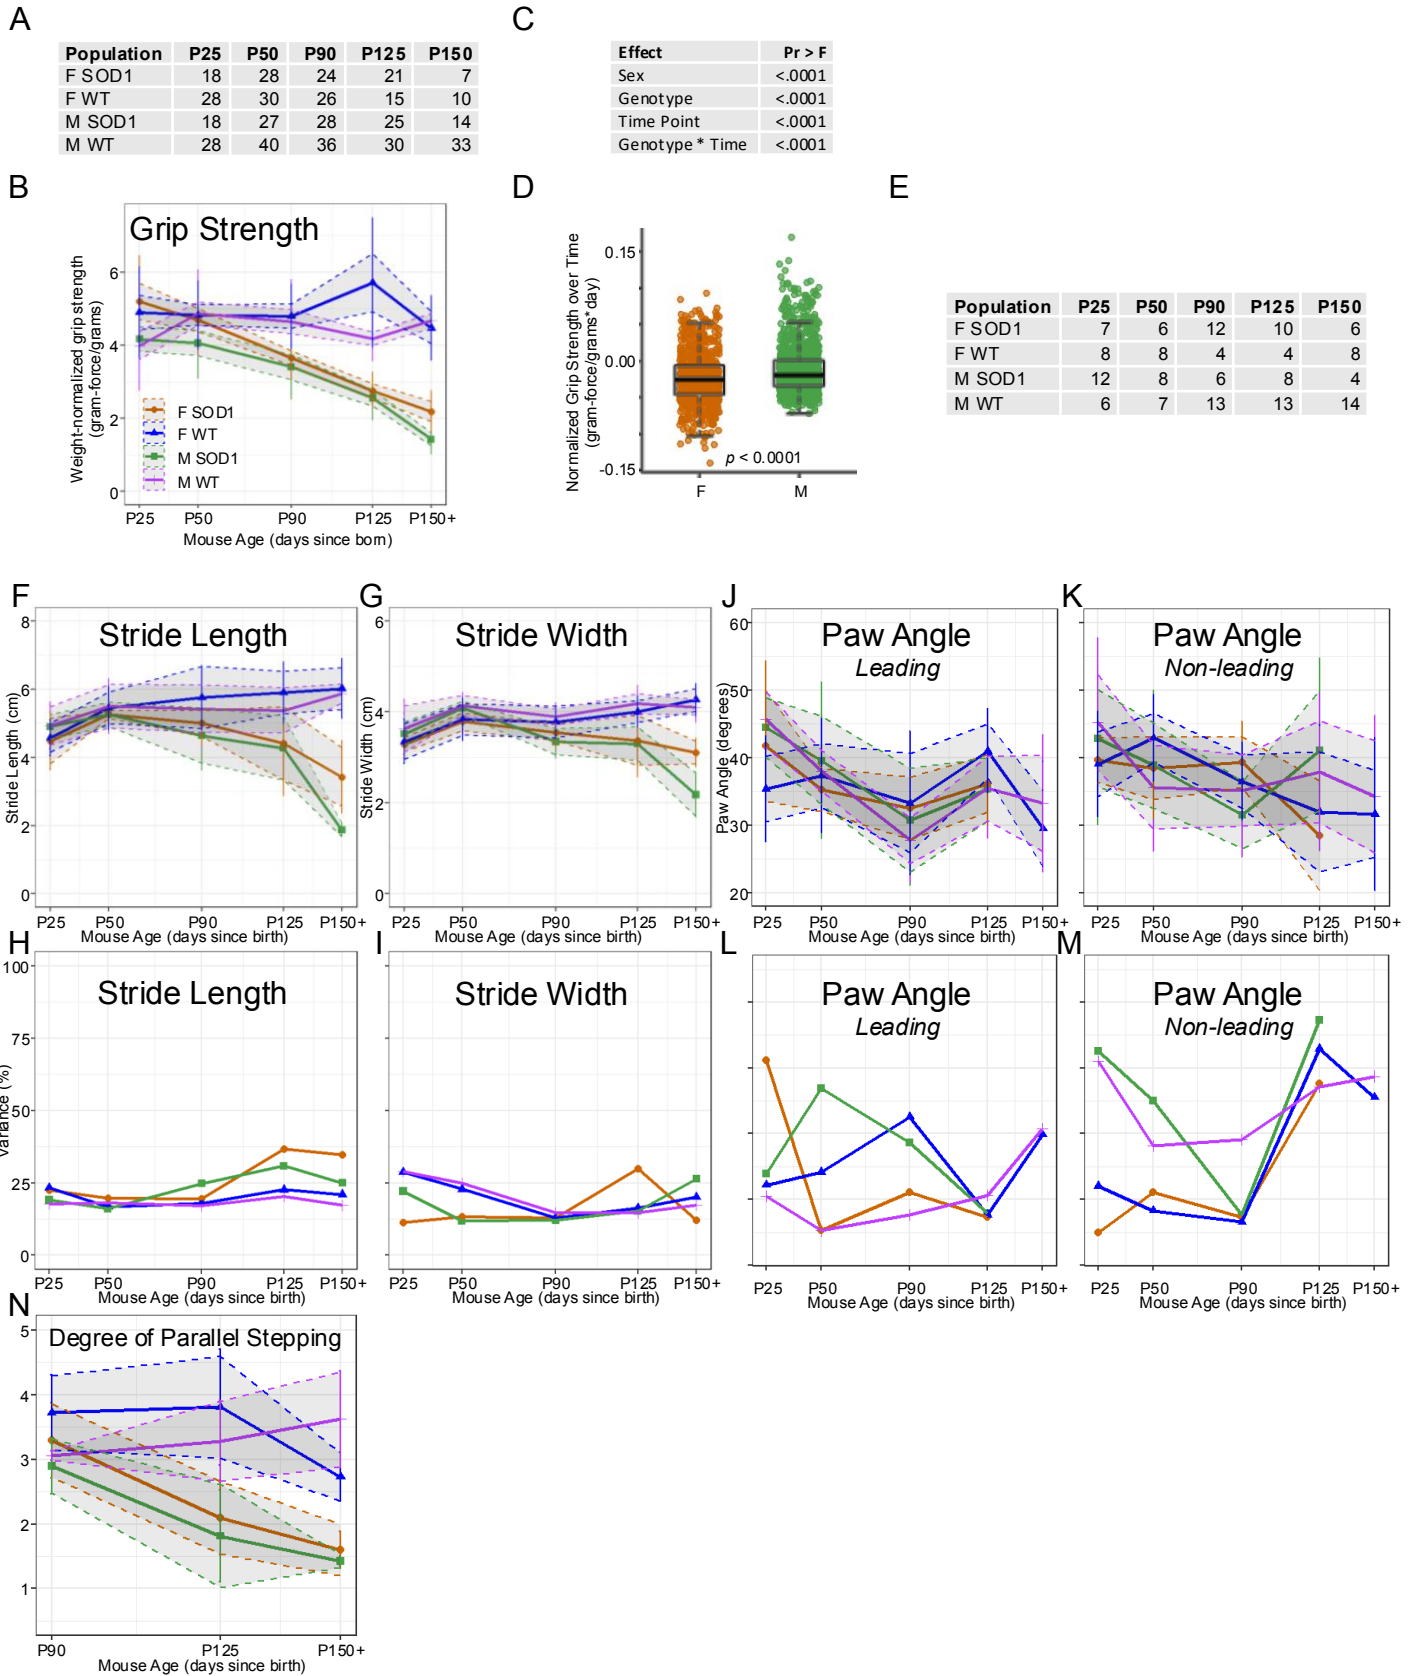 A
Population P25 P50 P90 P125 P150
F SOD1 18 28 24 21 7
F WT 28 30 26 15 10
M SOD1 18 27 28 25 14
M WT 28 40 36 30 33
C
Effect Pr > F
Sex <.0001
Genotype <.0001
Time Point <.0001
Genotype * Time <.0001
B
Grip Strength
Weight-normalized grip strength
(gram-force/grams)
6
4
2
0
F SOD1
F WT
M SOD1
M WT
P25 P50 P90 P125 P150+
Mouse Age (days since born)
D
Normalized Grip Strength over Time
(gram-force/grams*day)
0.15
0.00
-0.15
p < 0.0001
F M
E
Population P25 P50 P90 P125 P150
F SOD1 7 6 12 10 6
F WT 8 8 4 4 8
M SOD1 12 8 6 8 4
M WT 6 7 13 13 14
F
Stride Length
Stride Length (cm)
8
6
4
2
0
P25 P50 P90 P125 P150+
Mouse Age (days since birth)
G
Stride Width
Stride Width (cm)
6
4
2
0
P25 P50 P90 P125 P150+
Mouse Age (days since birth)
J
Paw Angle
Leading
Paw Angle (degrees)
60
50
40
30
20
P25 P50 P90 P125 P150+
Mouse Age (days since birth)
K
Paw Angle
Non-leading
P25 P50 P90 P125 P150+
Mouse Age (days since birth)
H
Stride Length
Variance (%)
100
75
50
25
0
P25 P50 P90 P125 P150+
Mouse Age (days since birth)
I
Stride Width
P25 P50 P90 P125 P150+
Mouse Age (days since birth)
L
Paw Angle
Leading
P25 P50 P90 P125 P150+
Mouse Age (days since birth)
M
Paw Angle
Non-leading
P25 P50 P90 P125 P150+
Mouse Age (days since birth)
N
Degree of Parallel Stepping
5
4
3
2
1
P90 P125 P150+
Mouse Age (days since birth)